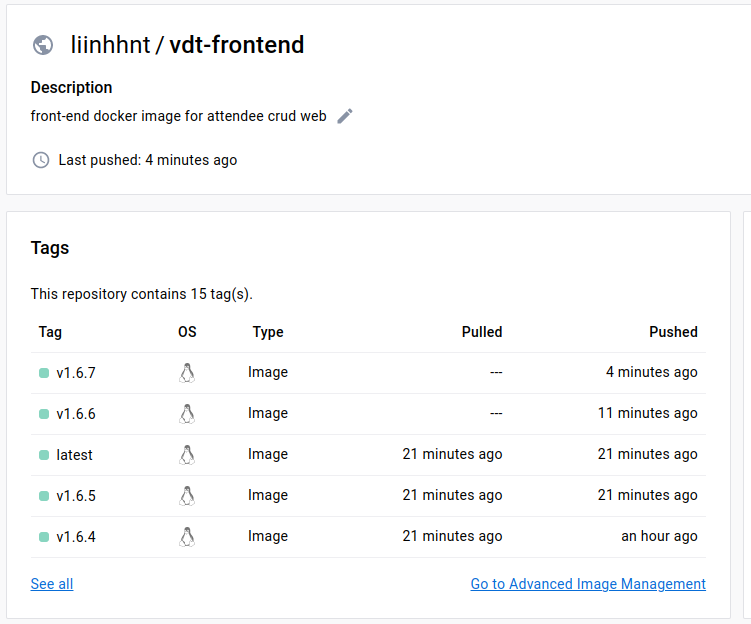 liinhhnt / vdt-frontend
Description
front-end docker image for attendee crud web
Last pushed: 4 minutes ago
Tags
This repository contains 15 tag(s).
Tag OS Type Pulled Pushed
v1.6.7 Image --- 4 minutes ago
v1.6.6 Image --- 11 minutes ago
latest Image 21 minutes ago 21 minutes ago
v1.6.5 Image 21 minutes ago 21 minutes ago
v1.6.4 Image 21 minutes ago an hour ago
See all Go to Advanced Image Management